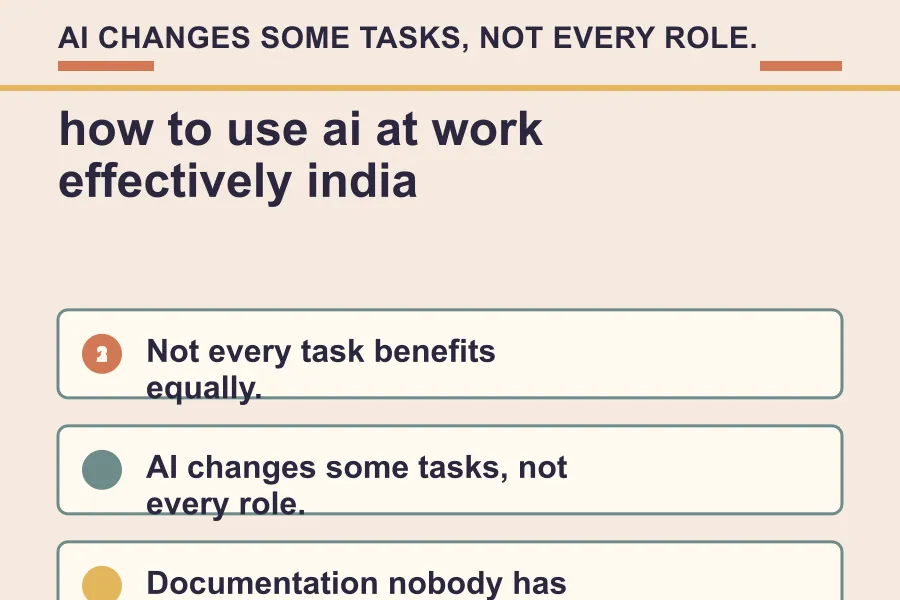 AI CHANGES SOME TASKS, NOT EVERY ROLE.
how to use ai at work
effectively india
Not every task benefits
equally.
AI changes some tasks, not
every role.
Documentation nobody has